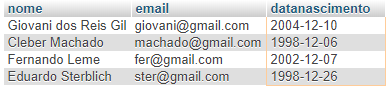 nome email datanascimento
Giovani dos Reis Gil giovani@gmail.com 2004-12-10
Cleber Machado machado@gmail.com 1998-12-06
Fernando Leme fer@gmail.com 2002-12-07
Eduardo Sterblich ster@gmail.com 1998-12-26